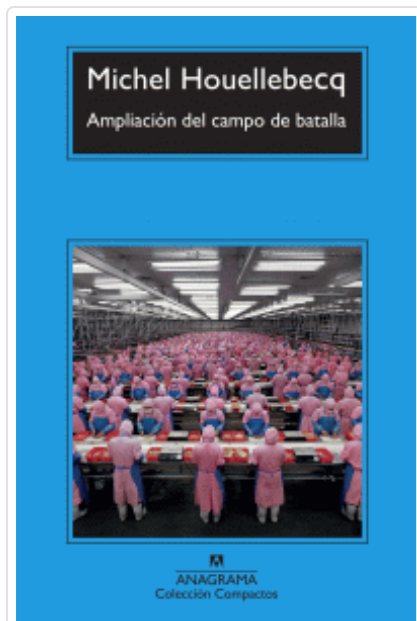 Michel Houellebecq
Ampliación del campo de batalla
ANAGRAMA
Colección Compactos